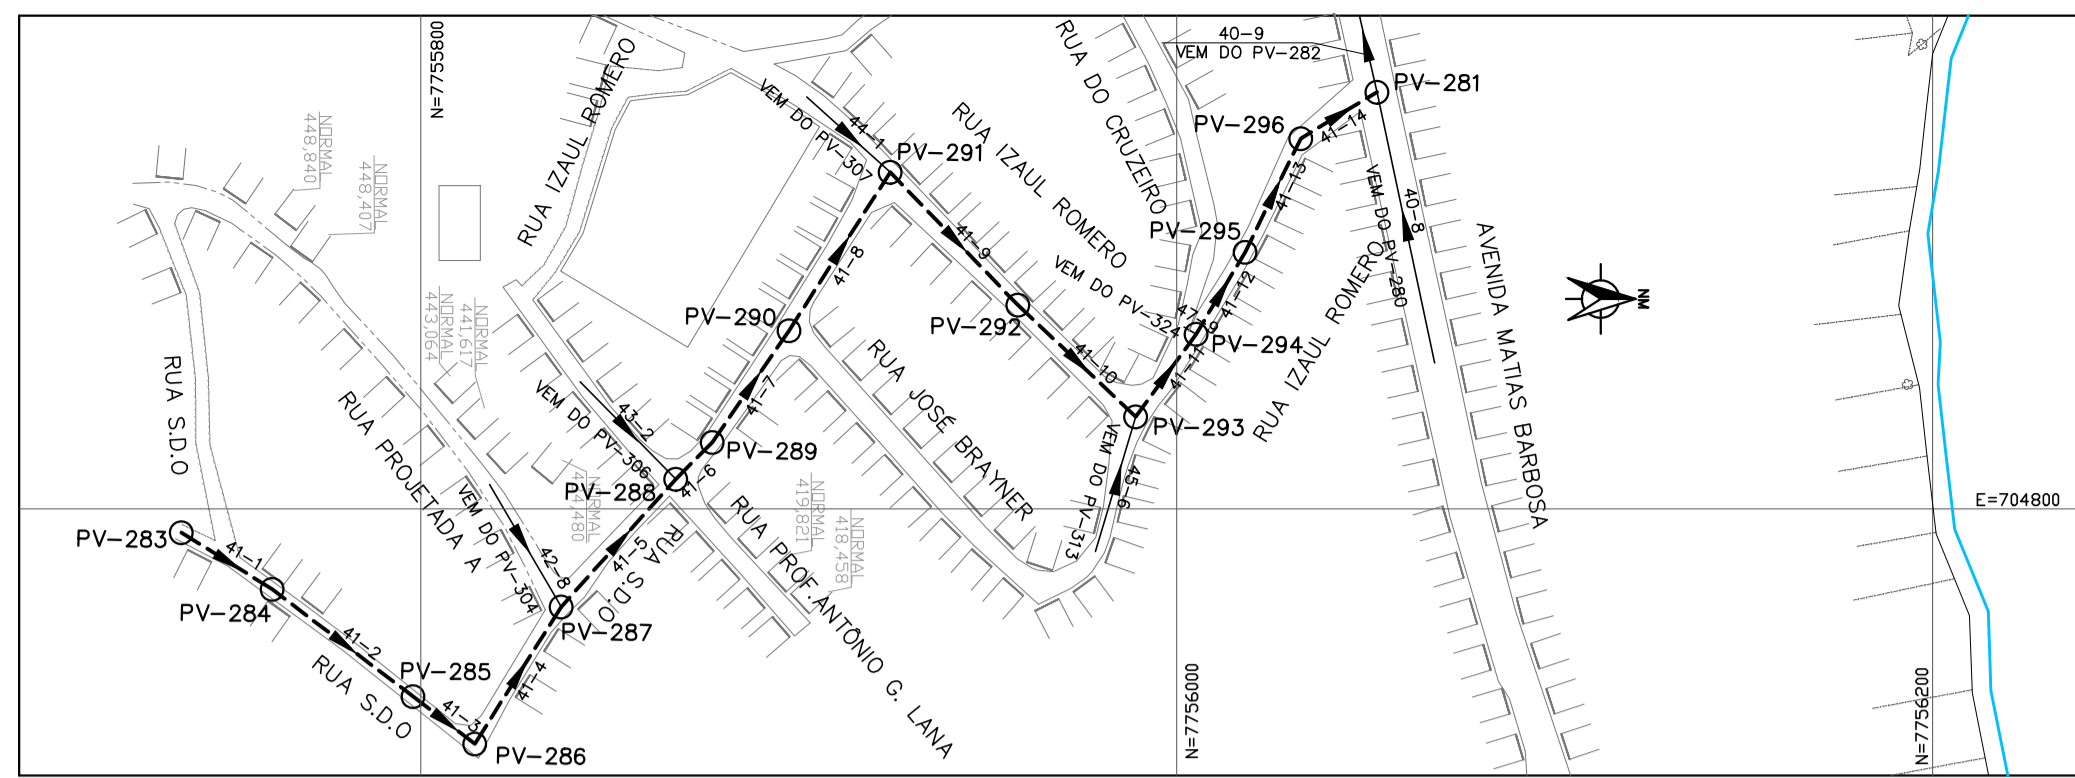 N=7755800
40-9
VEM DO PV-282
PV-281
RUA IZAUL ROMERO
VEM DO PV-307
44-1
PV-291
RUA IZAUL ROMERO
RUA DO CRUZEIRO
PV-296
41-14
41-13
VEM DO PV-280
40-8
NORMAL
448,840
NORMAL
448,407
PV-295
41-12
41-9
41-8
VEM DO PV-324
47-9
PV-294
RUA IZAUL ROMERO
AVENIDA MATIAS BARBOSA
NM
NORMAL
441,617
NORMAL
443,064
PV-290
PV-292
41-10
41-11
PV-293
RUA S.D.O
RUA PROJETADA A
VEM DO PV-306
43-2
41-7
PV-289
RUA JOSÉ BRAYNER
VEM DO PV-313
45-6
PV-288
41-6
NORMAL
NORMAL
419,821
NORMAL
418,458
E=704800
PV-283
41-1
PV-284
VEM DO PV-304
42-8
41-5
RUA S.D.O
RUA PROF. ANTÔNIO G. LANA
PV-287
41-2
RUA S.D.O
PV-285
41-3
41-4
PV-286
N=7756000
N=7756200